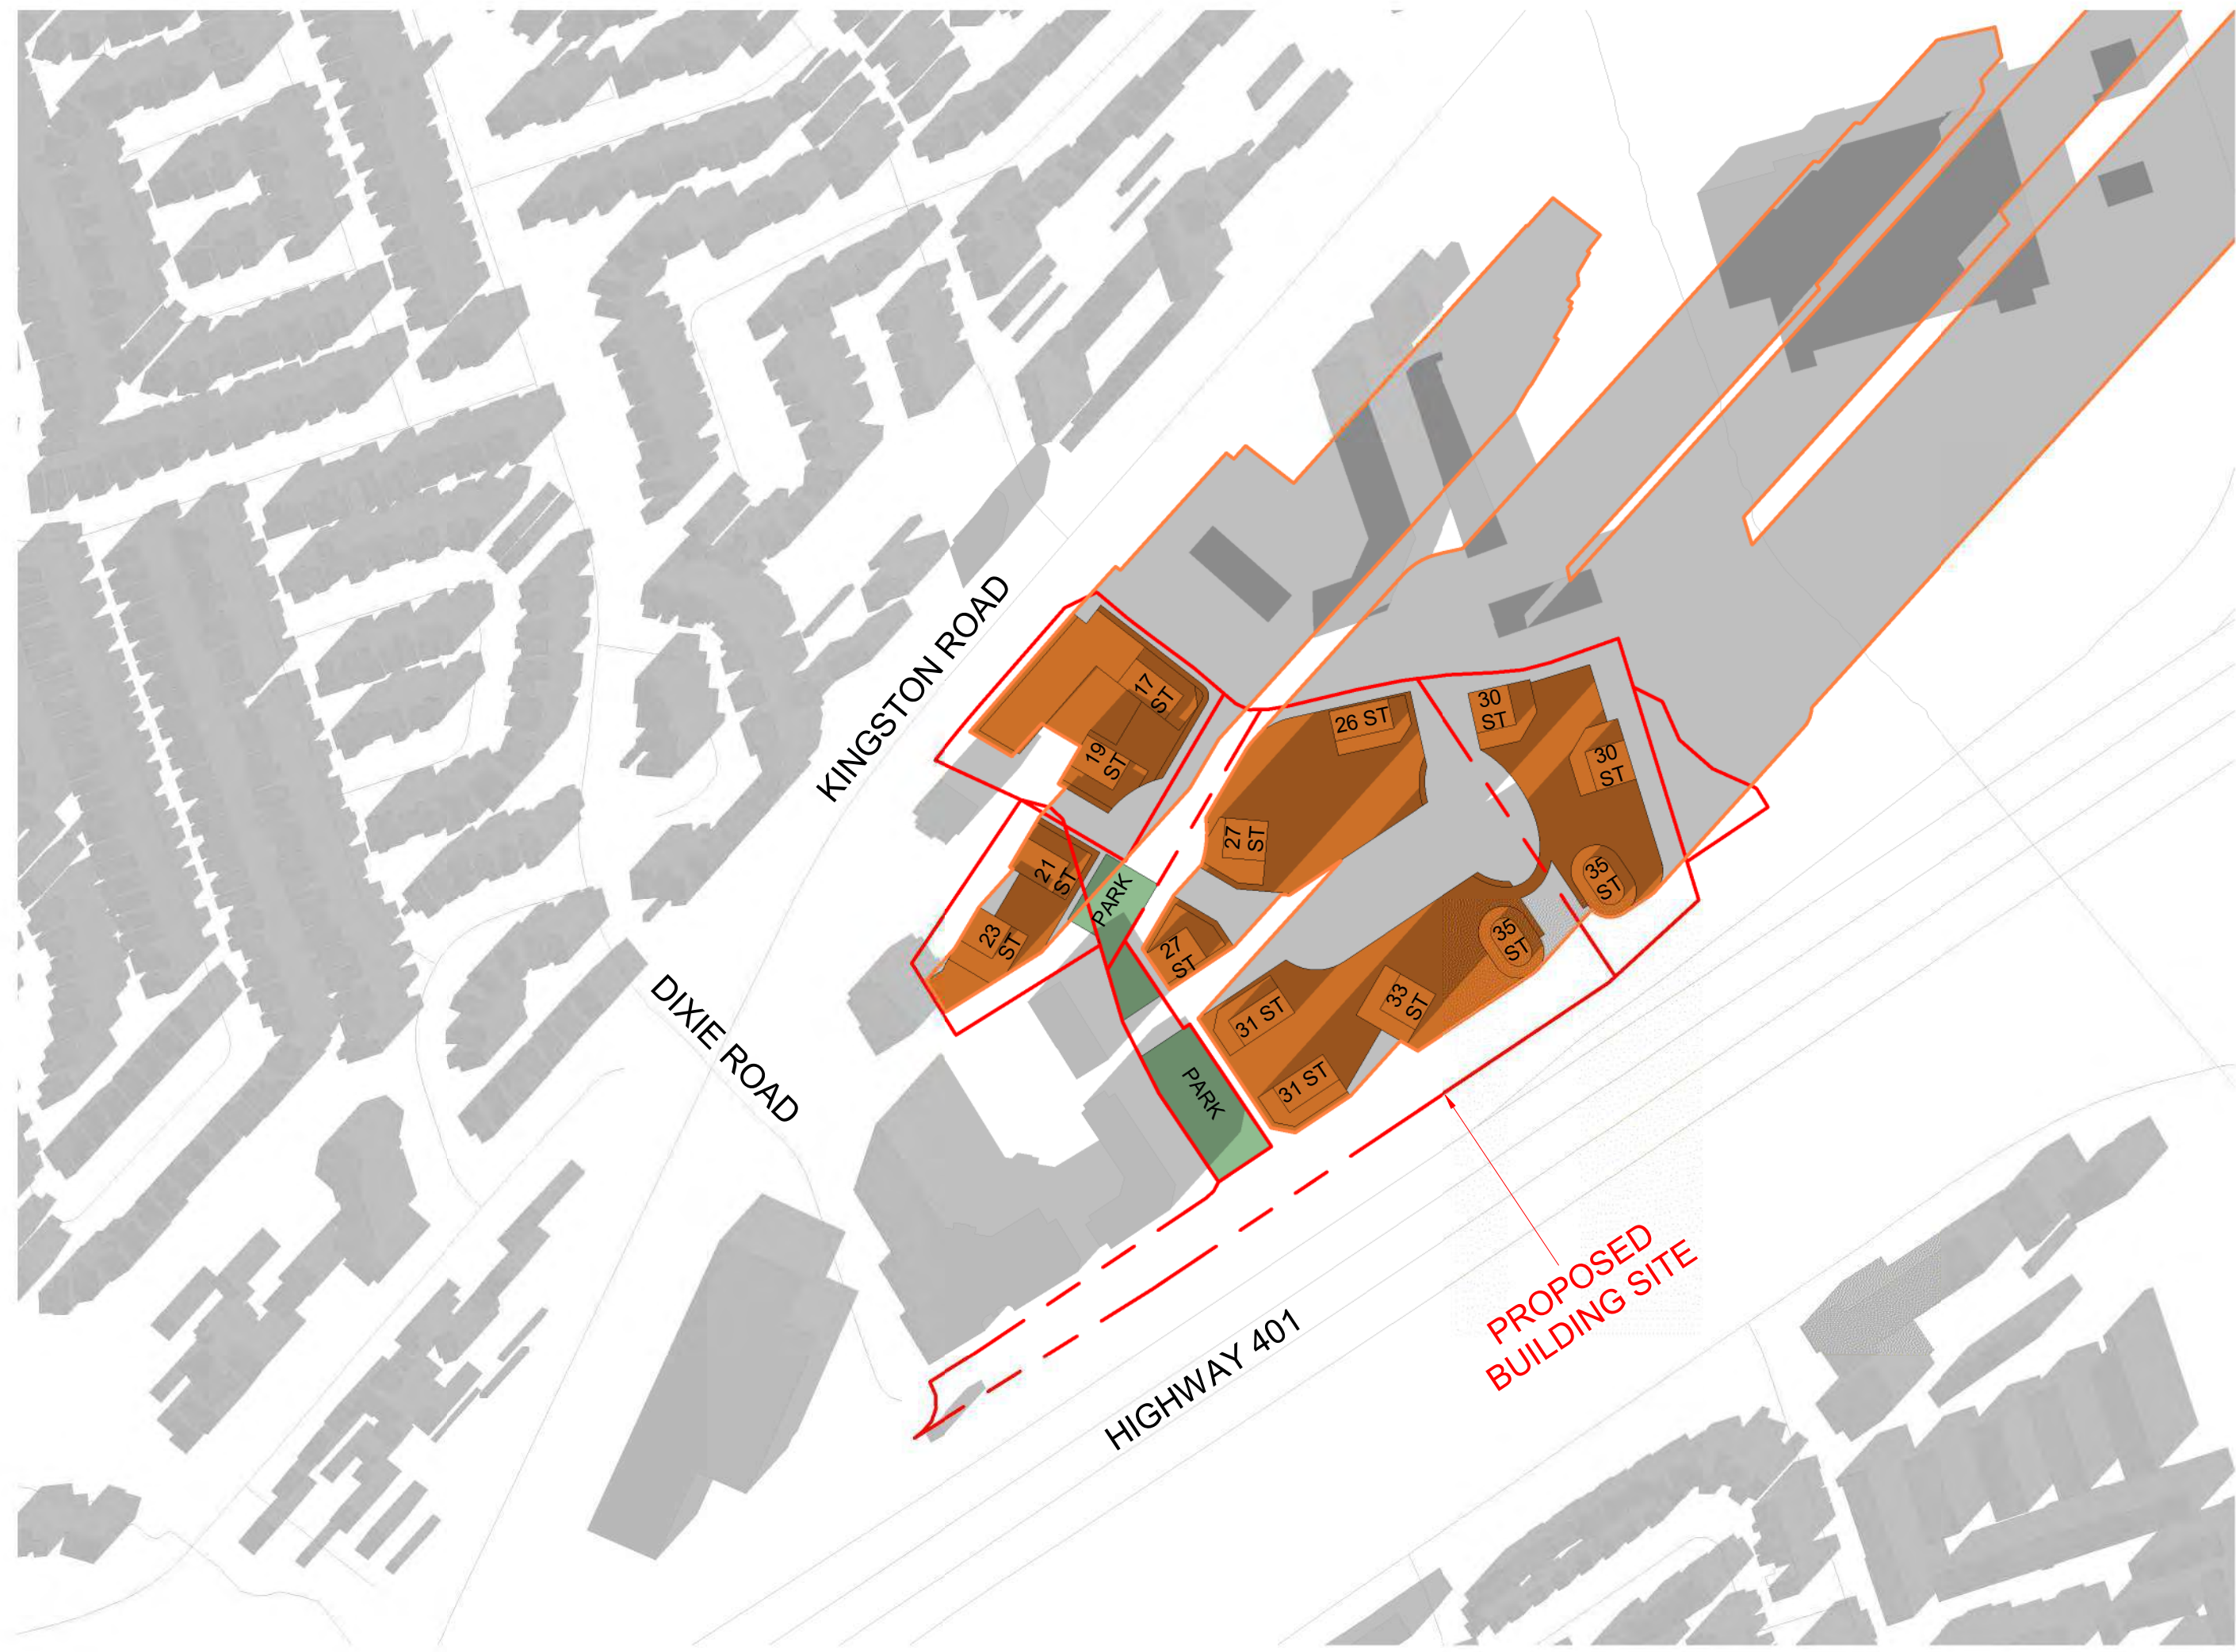 KINGSTON ROAD
17
ST
19
ST
26 ST
30
ST
30
ST
27
ST
21
ST
PARK
35
ST
23
ST
27
ST
35
ST
31 ST
33
ST
31 ST
PARK
DIXIE ROAD
PROPOSED
BUILDING SITE
HIGHWAY 401